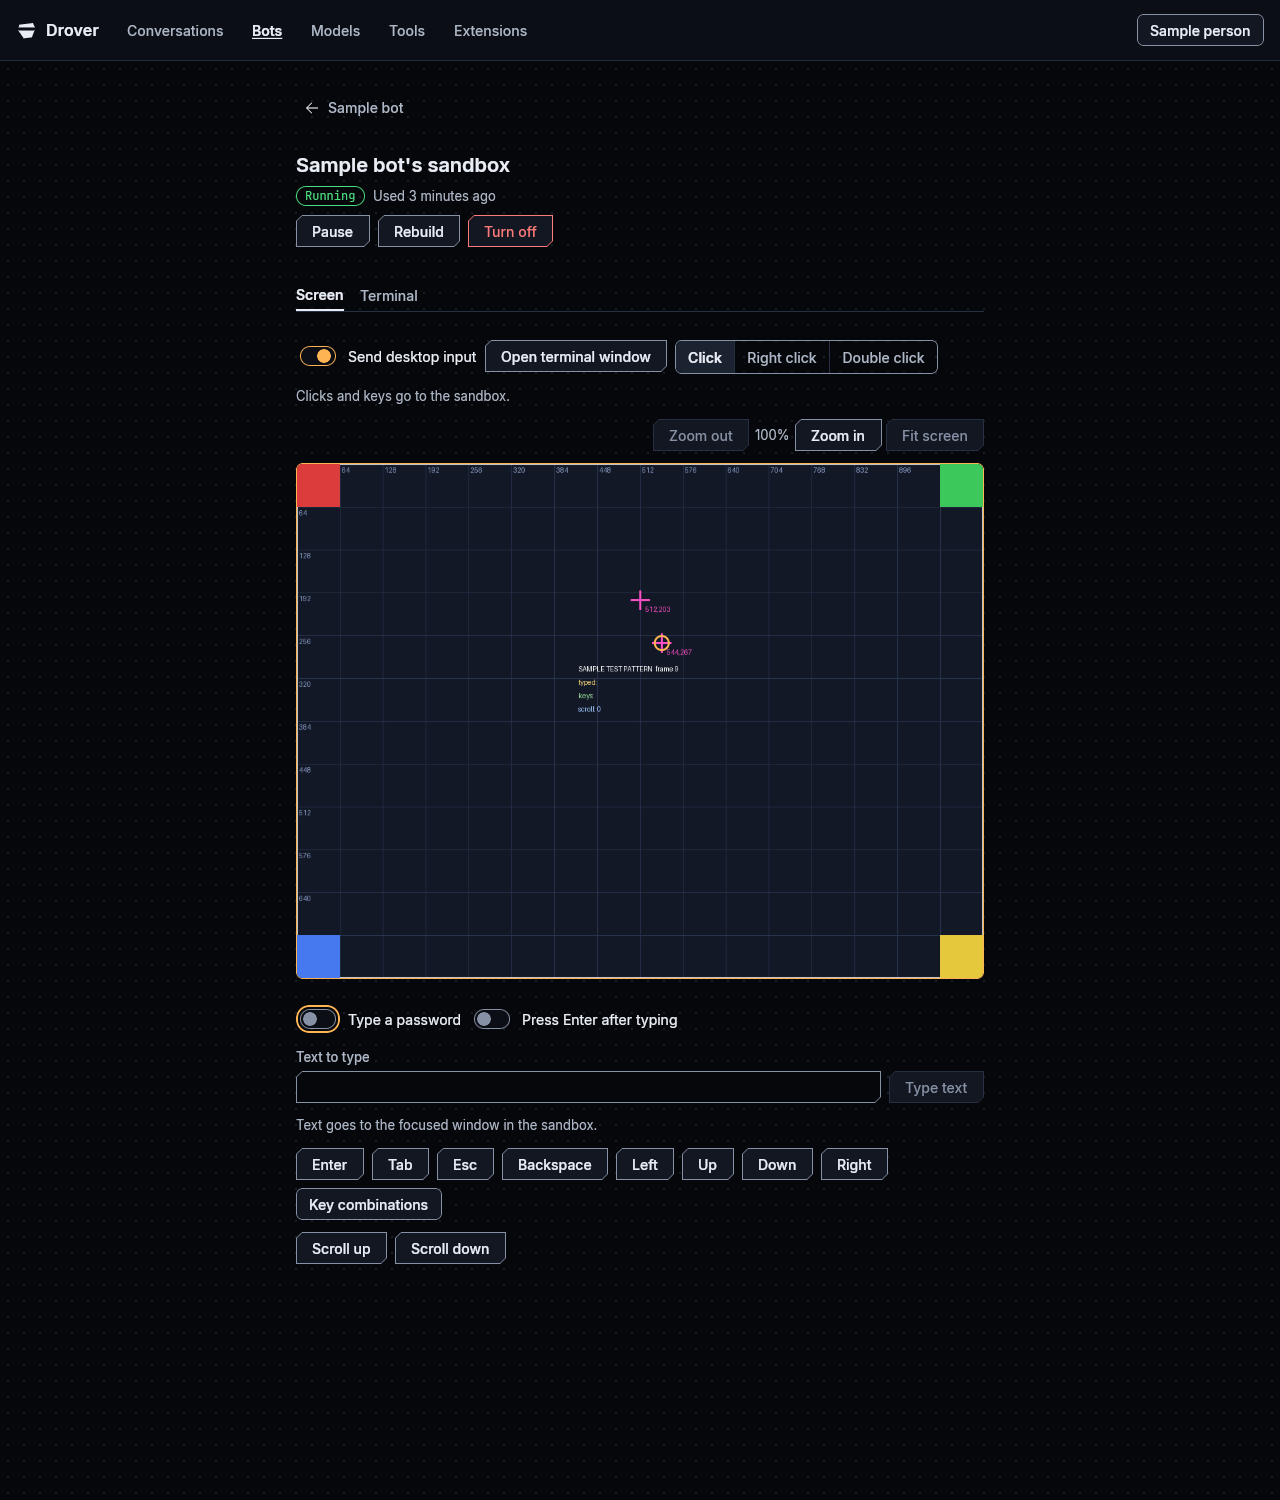 Drover
Conversations
Bots
Models
Tools
Extensions
Sample person
Sample bot
Sample bot's sandbox
Running
Used 3 minutes ago
Pause
Rebuild
Turn off
Screen
Terminal
Send desktop input
Open terminal window
Click
Right click
Double click
Clicks and keys go to the sandbox.
Zoom out
100%
Zoom in
Fit screen
64 128 192 256 320 384 448 512 576 640 704 768 832 896
64
128
192
512,203
256
544,267
SAMPLE TEST PATTERN frame 9
typed:
320
keys:
scroll: 0
384
448
512
576
640
Type a password
Press Enter after typing
Text to type
Type text
Text goes to the focused window in the sandbox.
Enter
Tab
Esc
Backspace
Left
Up
Down
Right
Key combinations
Scroll up
Scroll down